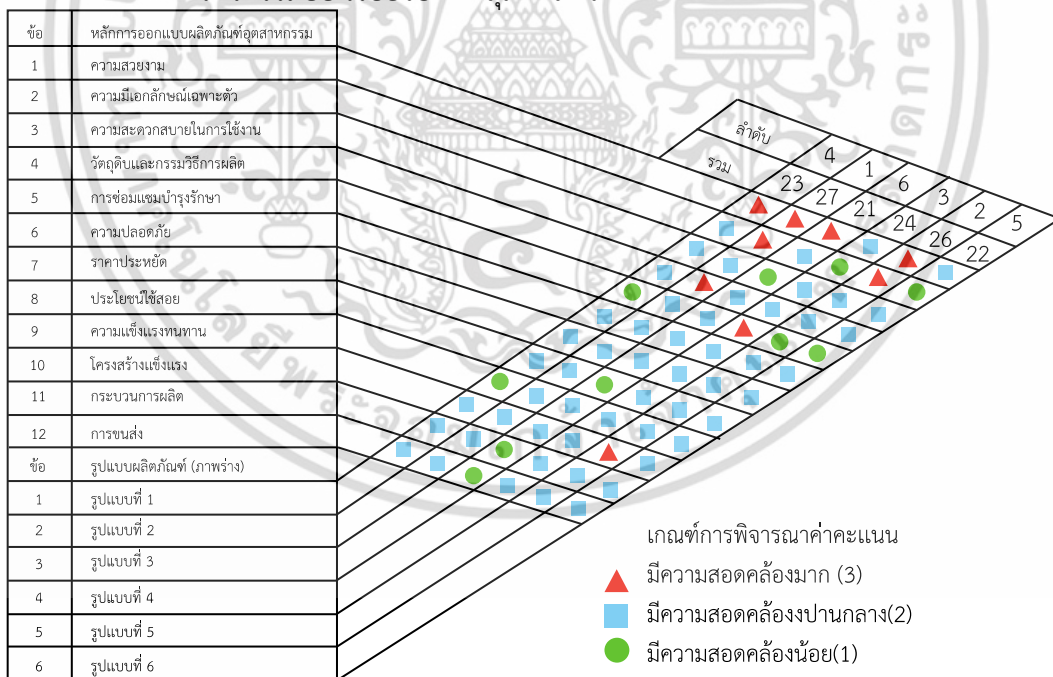 ข้อ หลักการออกแบบผลิตภัณฑ์อุตสาหกรรม
1 ความสวยงาม
2 ความมีเอกลักษณ์เฉพาะตัว
3 ความสะดวกสบายในการใช้งาน
4 วัตถุดิบและกรรมวิธีการผลิต
5 การซ่อมแซมบำรุงรักษา
6 ความปลอดภัย
7 ราคาประหยัด
8 ประโยชน์ใช้สอย
9 ความแข็งแรงทนทาน
10 โครงสร้างแข็งแรง
11 กระบวนการผลิต
12 การขนส่ง
ข้อ รูปแบบผลิตภัณฑ์ (ภาพร่าง)
1 รูปแบบที่ 1
2 รูปแบบที่ 2
3 รูปแบบที่ 3
4 รูปแบบที่ 4
5 รูปแบบที่ 5
6 รูปแบบที่ 6
ลำดับ 4 1 6 3 2 5
รวม 23 27 21 24 26 22
เกณฑ์การพิจารณาค่าคะแนน
มีความสอดคล้องมาก (3)
มีความสอดคล้องงปานกลาง(2)
มีความสอดคล้องน้อย(1)